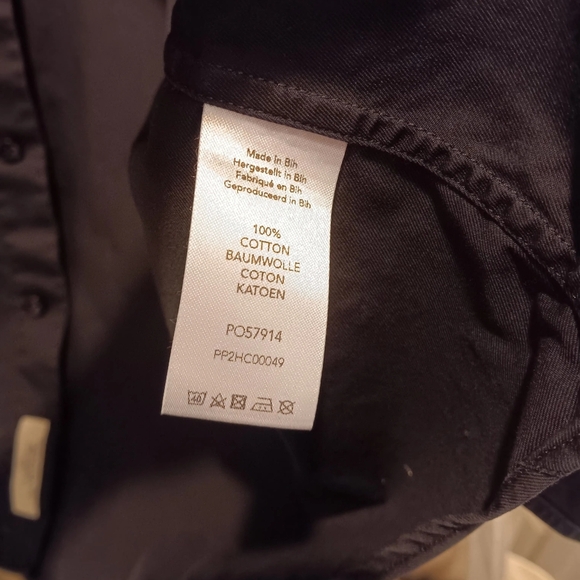 Made in Bih
Hergestellt in Bih
Fabriqué en Bih
Geproduceerd in Bih
100%
COTTON
BAUMWOLLE
COTON
KATOEN
PO57914
PP2HC00049
40